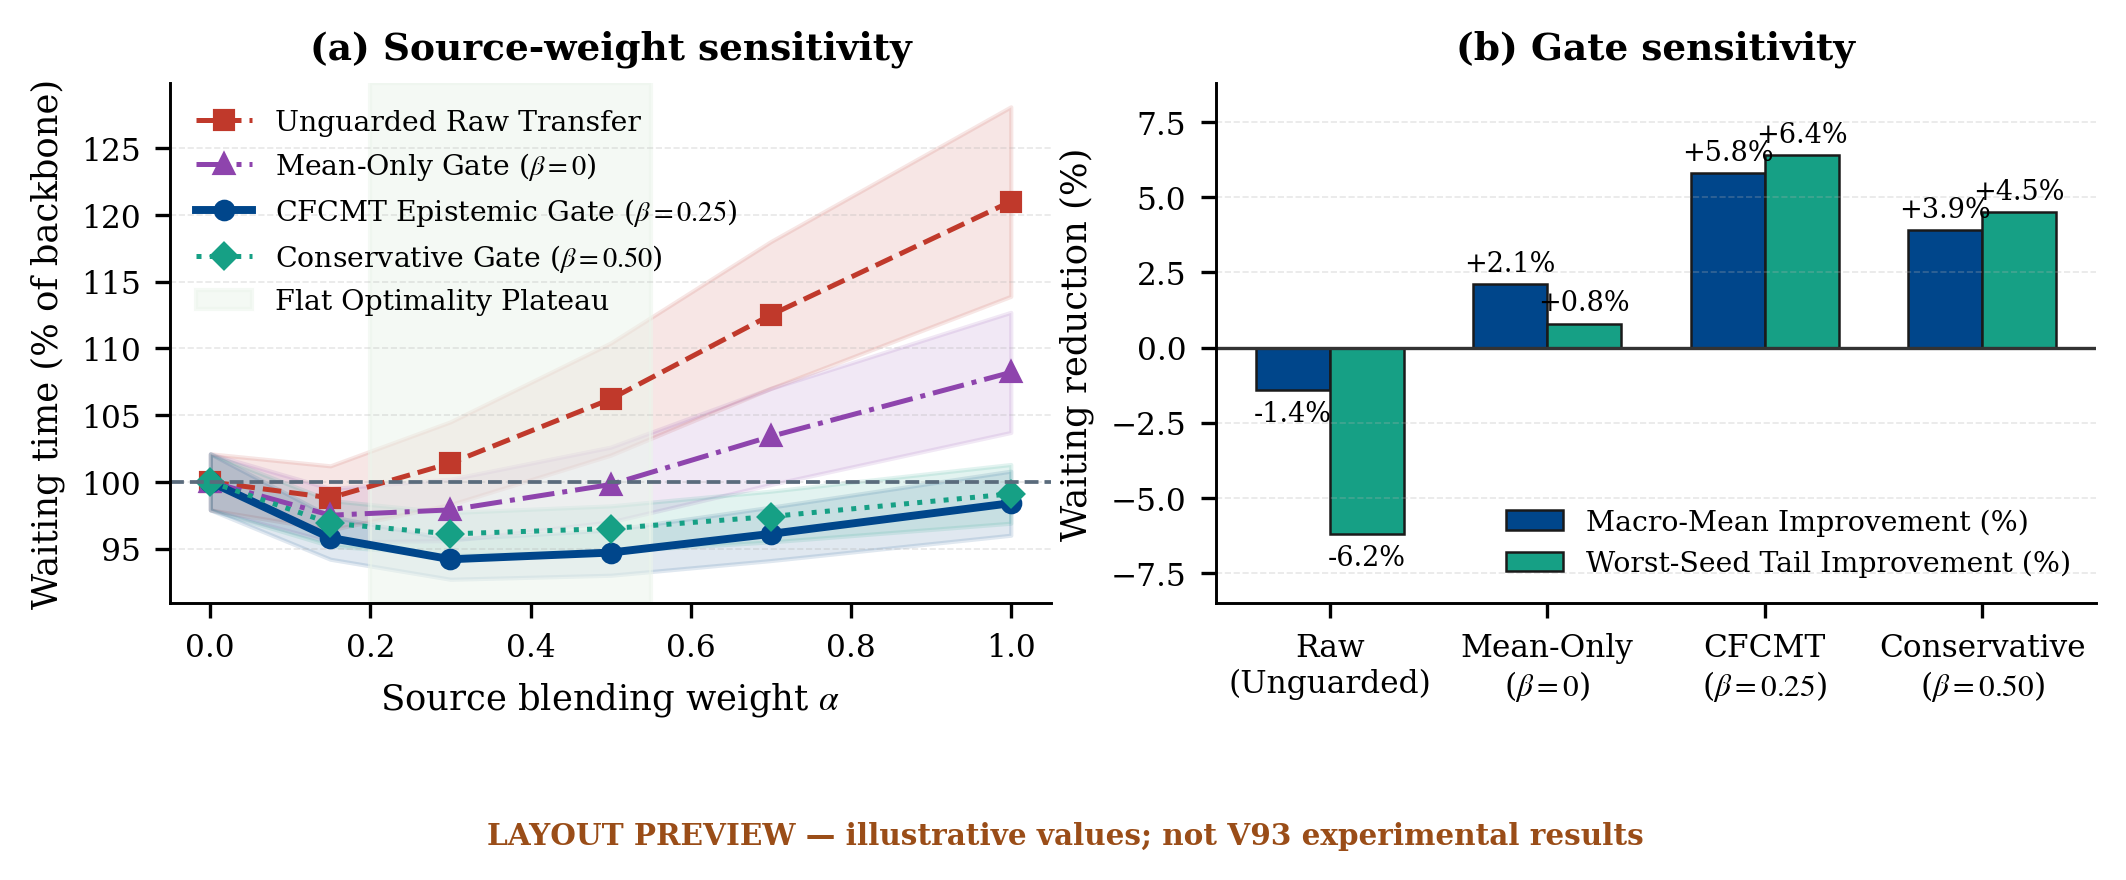 (a) Source-weight sensitivity
Waiting time (% of backbone)
125
120
115
110
105
100
95
Unguarded Raw Transfer
Mean-Only Gate (β=0)
CFCMT Epistemic Gate (β=0.25)
Conservative Gate (β=0.50)
Flat Optimality Plateau
0.0 0.2 0.4 0.6 0.8 1.0
Source blending weight α
(b) Gate sensitivity
Waiting reduction (%)
7.5
5.0
2.5
0.0
−2.5
−5.0
−7.5
-1.4%
-6.2%
+2.1%
+0.8%
+5.8%
+6.4%
+3.9%
+4.5%
Macro-Mean Improvement (%)
Worst-Seed Tail Improvement (%)
Raw
(Unguarded)
Mean-Only
(β=0)
CFCMT
(β=0.25)
Conservative
(β=0.50)
LAYOUT PREVIEW — illustrative values; not V93 experimental results